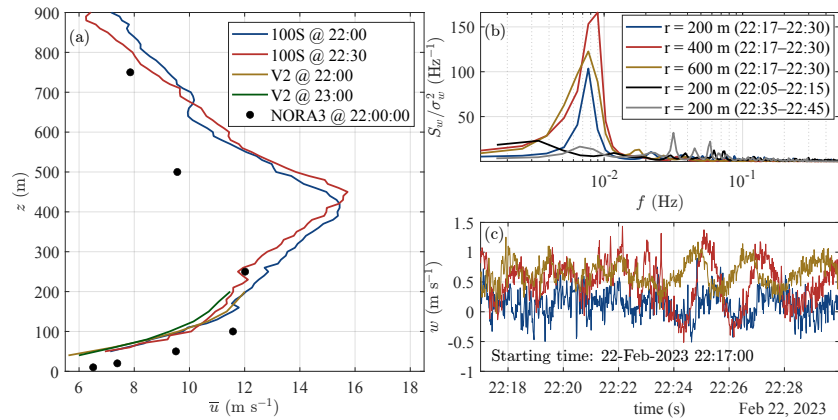 (a)
100S @ 22:00
100S @ 22:30
V2 @ 22:00
V2 @ 23:00
NORA3 @ 22:00:00
900
800
700
600
500
400
300
200
100
0
z (m)
6 8 10 12 14 16 18
u̅ (m s⁻¹)
(b)
r = 200 m (22:17–22:30)
r = 400 m (22:17–22:30)
r = 600 m (22:17–22:30)
r = 200 m (22:05–22:15)
r = 200 m (22:35–22:45)
150
100
50
S_w/σ_w² (Hz⁻¹)
10⁻² 10⁻¹
f (Hz)
(c)
1.5
1
0.5
0
-0.5
-1
w (m s⁻¹)
Starting time: 22-Feb-2023 22:17:00
22:18 22:20 22:22 22:24 22:26 22:28
time (s) Feb 22, 2023